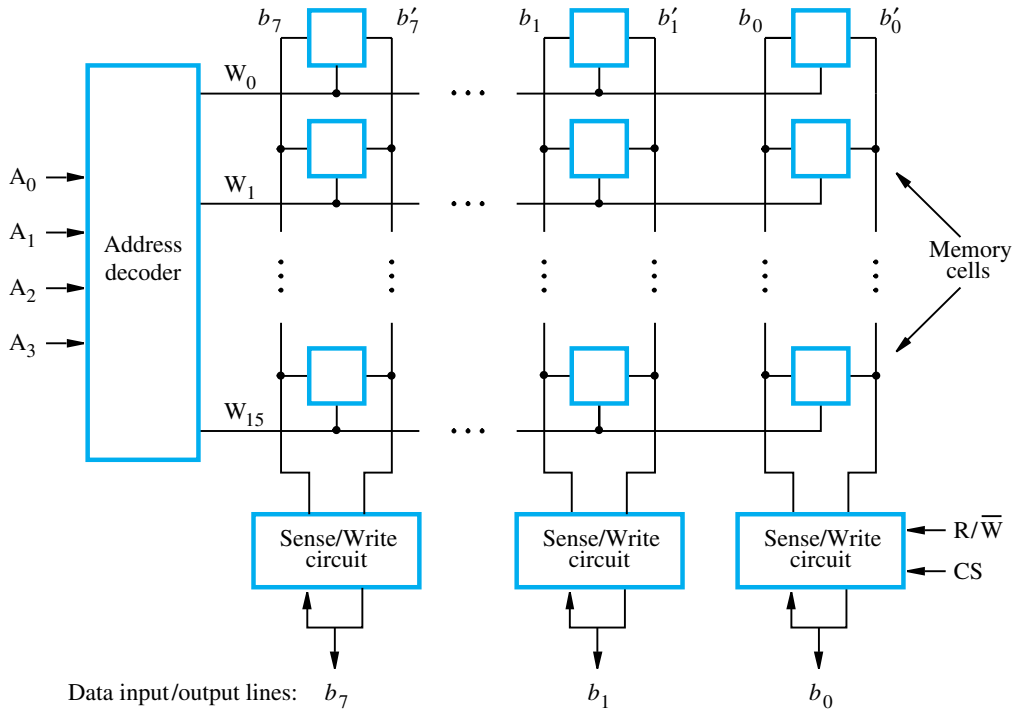 b₇ b′₇ b₁ b′₁ b₀ b′₀
W₀
W₁
A₀
A₁
A₂
A₃
Address
decoder
Memory
cells
W₁₅
Sense/Write
circuit
Sense/Write
circuit
Sense/Write
circuit
R/W̅
CS
Data input/output lines: b₇ b₁ b₀